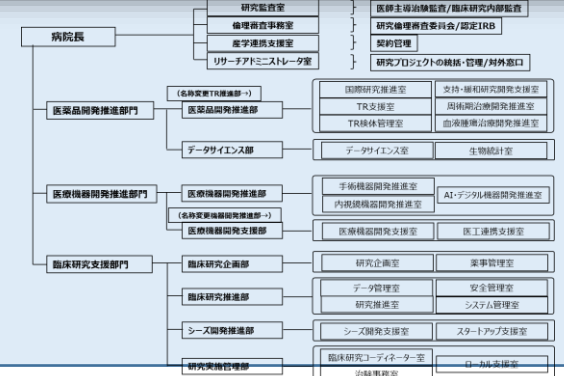 研究監査室 医師主導治験監査/臨床研究内部監査
倫理審査事務室 研究倫理審査委員会/認定IRB
病院長
産学連携支援室 契約管理
リサーチアドミニストレータ室 研究プロジェクトの統括・管理/対外窓口
(名称変更TR推進部→)
国際研究推進室 支持・緩和研究開発支援室
医薬品開発推進部門 医薬品開発推進部 TR支援室 周術期治療開発推進室
TR検体管理室 血液腫瘍治療開発推進室
データサイエンス部 データサイエンス室 生物統計室
手術機器開発推進室
医療機器開発推進部門 医療機器開発推進部 AI・デジタル機器開発推進室
内視鏡機器開発推進室
(名称変更機器開発推進部→)
医療機器開発支援部 医療機器開発支援室 医工連携支援室
臨床研究支援部門 臨床研究企画部 研究企画室 薬事管理室
データ管理室 安全管理室
臨床研究推進部
研究推進室 システム管理室
シーズ開発推進部 シーズ開発支援室 スタートアップ支援室
臨床研究コーディネーター室
研究実施管理部 ローカル支援室
治験事務室